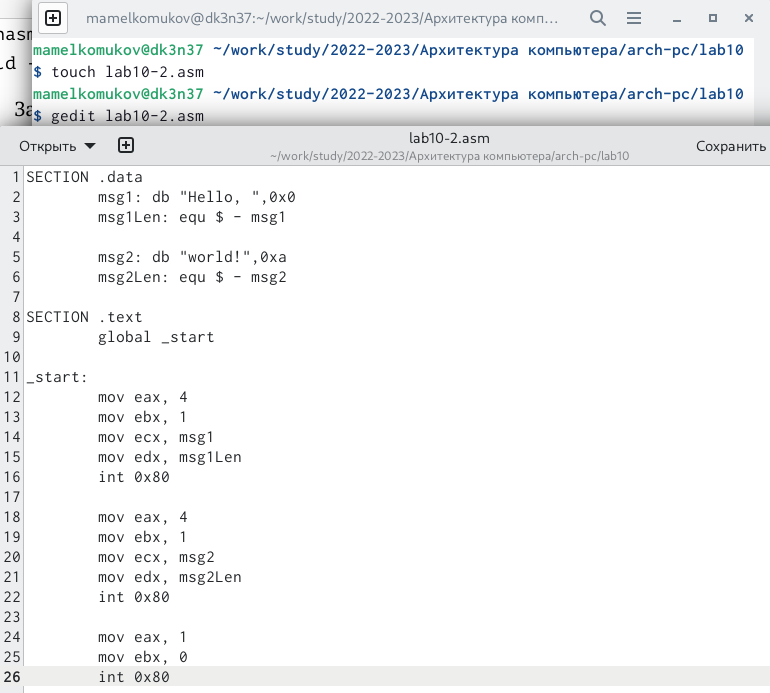 mamelkomukov@dk3n37:~/work/study/2022-2023/Архитектура комп…
mamelkomukov@dk3n37 ~/work/study/2022-2023/Архитектура компьютера/arch-pc/lab10
$ touch lab10-2.asm
mamelkomukov@dk3n37 ~/work/study/2022-2023/Архитектура компьютера/arch-pc/lab10
$ gedit lab10-2.asm
Открыть
lab10-2.asm
~/work/study/2022-2023/Архитектура компьютера/arch-pc/lab10
Сохранить
1 SECTION .data
2 msg1: db "Hello, ",0x0
3 msg1Len: equ $ - msg1
4
5 msg2: db "world!",0xa
6 msg2Len: equ $ - msg2
7
8 SECTION .text
9 global _start
10
11 _start:
12 mov eax, 4
13 mov ebx, 1
14 mov ecx, msg1
15 mov edx, msg1Len
16 int 0x80
17
18 mov eax, 4
19 mov ebx, 1
20 mov ecx, msg2
21 mov edx, msg2Len
22 int 0x80
23
24 mov eax, 1
25 mov ebx, 0
26 int 0x80